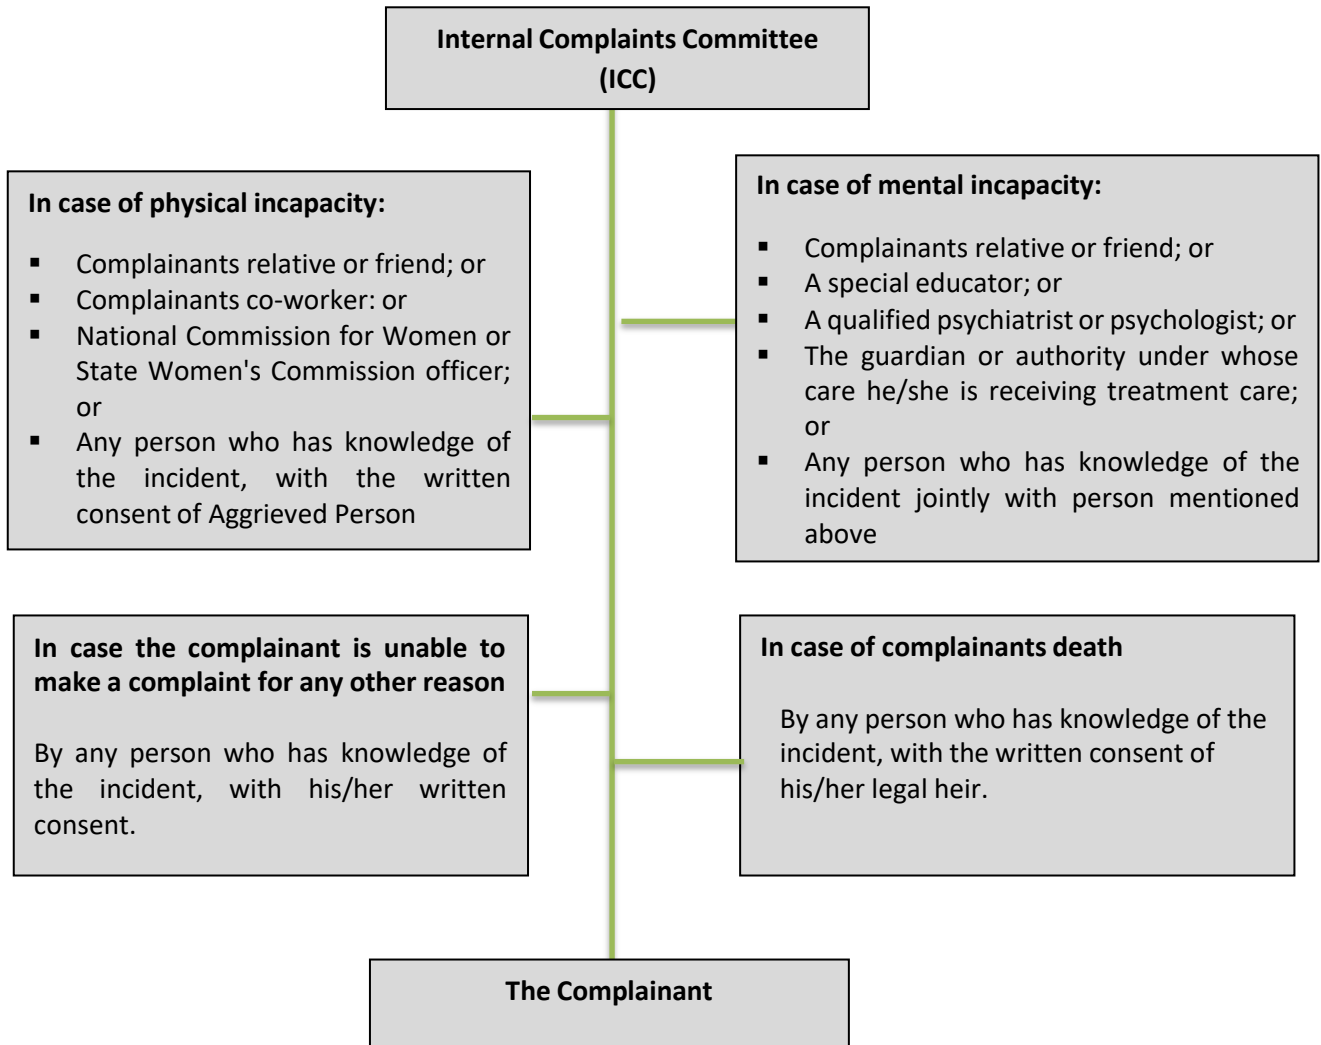 Internal Complaints Committee
(ICC)
In case of physical incapacity:
▪ Complainants relative or friend; or
▪ Complainants co-worker: or
▪ National Commission for Women or
State Women's Commission officer;
or
▪ Any person who has knowledge of
the incident, with the written
consent of Aggrieved Person
In case of mental incapacity:
▪ Complainants relative or friend; or
▪ A special educator; or
▪ A qualified psychiatrist or psychologist; or
▪ The guardian or authority under whose
care he/she is receiving treatment care;
or
▪ Any person who has knowledge of the
incident jointly with person mentioned
above
In case the complainant is unable to
make a complaint for any other reason
By any person who has knowledge of
the incident, with his/her written
consent.
In case of complainants death
By any person who has knowledge of the
incident, with the written consent of
his/her legal heir.
The Complainant